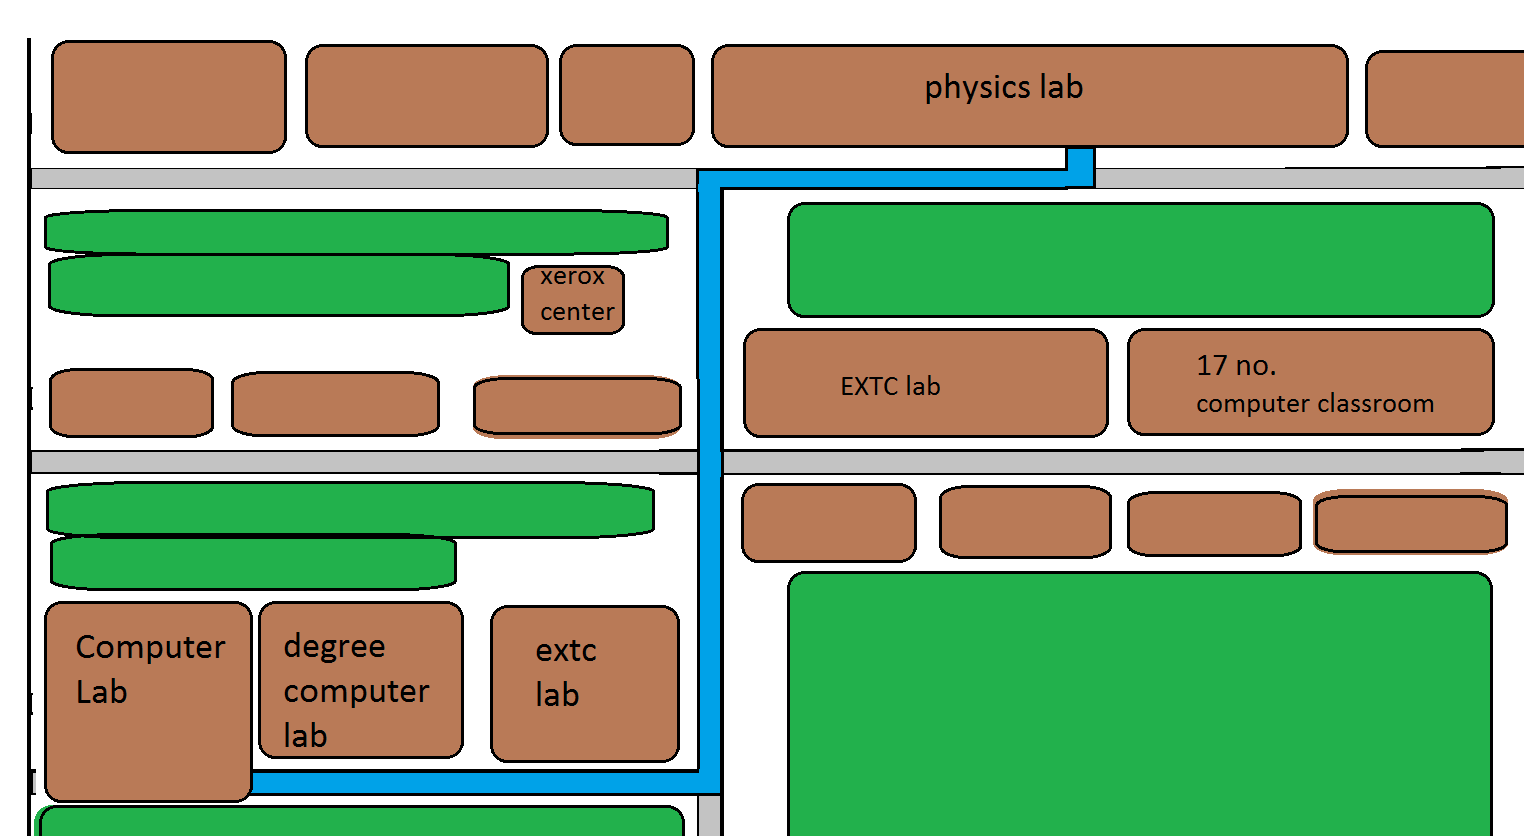 physics lab
xerox
center
EXTC lab
17 no.
computer classroom
Computer
Lab
degree
computer
lab
extc
lab